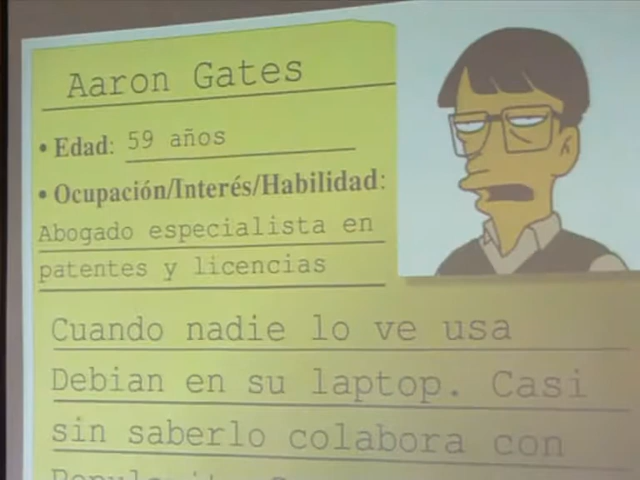 Aaron Gates
• Edad: 59 años
• Ocupación/Interés/Habilidad:
Abogado especialista en
patentes y licencias
Cuando nadie lo ve usa
Debian en su laptop. Casi
sin saberlo colabora con